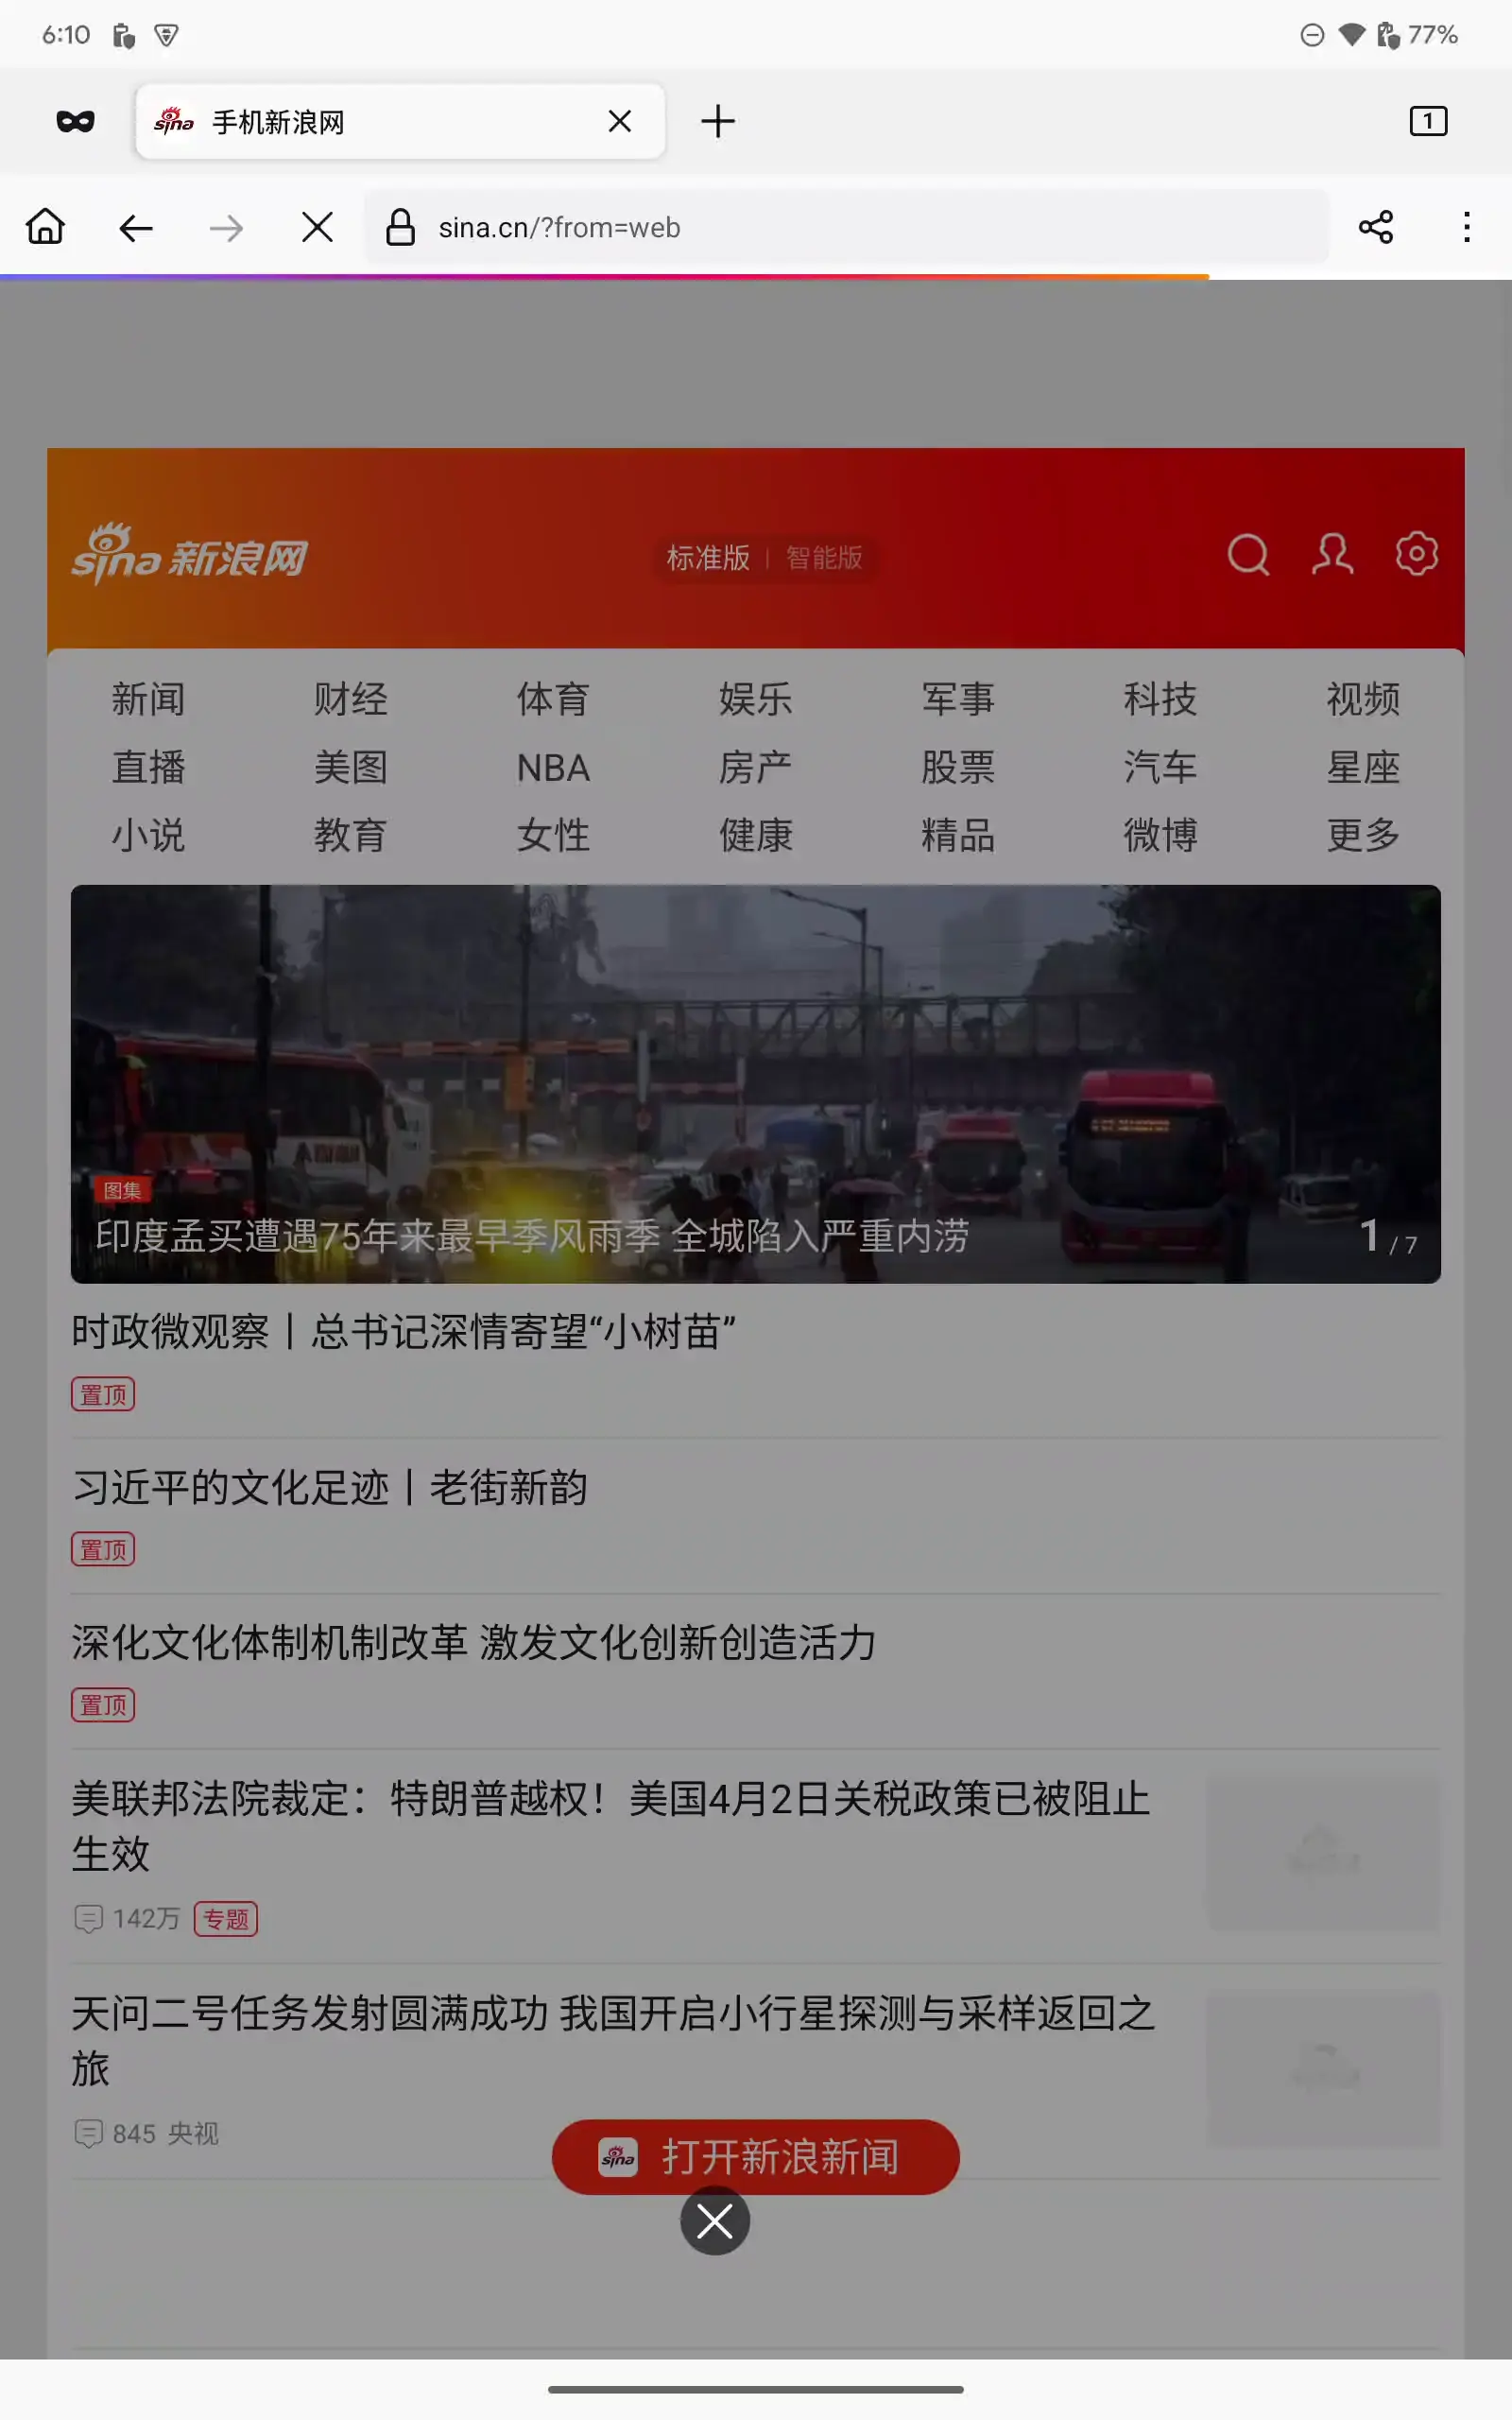 6:10
77%
sina 手机新浪网
1
sina.cn/?from=web
sina 新浪网
标准版 | 智能版
新闻 财经 体育 娱乐 军事 科技 视频
直播 美图 NBA 房产 股票 汽车 星座
小说 教育 女性 健康 精品 微博 更多
图集
印度孟买遭遇75年来最早季风雨季 全城陷入严重内涝
1 / 7
时政微观察丨总书记深情寄望“小树苗”
置顶
习近平的文化足迹丨老街新韵
置顶
深化文化体制机制改革 激发文化创新创造活力
置顶
美联邦法院裁定：特朗普越权！美国4月2日关税政策已被阻止
生效
142万 专题
天问二号任务发射圆满成功 我国开启小行星探测与采样返回之
旅
845 央视
sina 打开新浪新闻